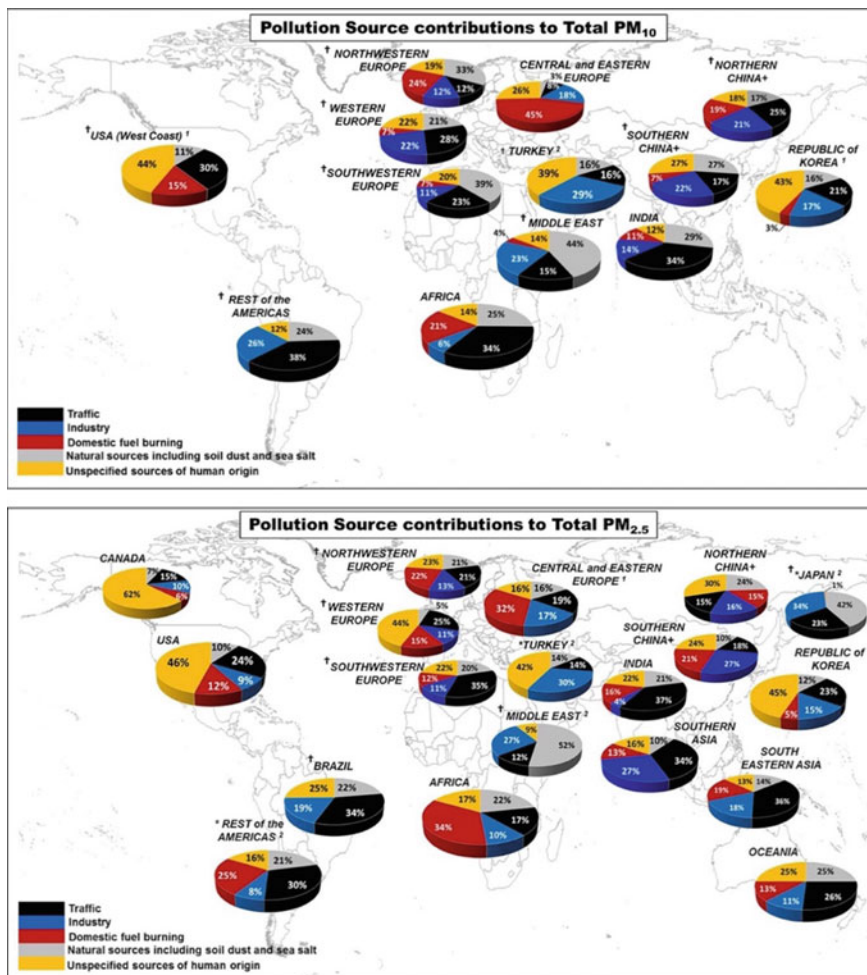 Pollution Source contributions to Total PM10
† NORTHWESTERN
EUROPE
19%
33%
24%
12%
12%
CENTRAL and EASTERN
EUROPE
3%
26%
8%
18%
45%
† NORTHERN
CHINA+
18%
17%
19%
25%
21%
† WESTERN
EUROPE
22%
21%
7%
22%
28%
† USA (West Coast) 1
11%
44%
30%
15%
† TURKEY 2
16%
39%
16%
29%
† SOUTHERN
CHINA+
27%
27%
7%
17%
22%
REPUBLIC of
KOREA 1
16%
43%
21%
17%
3%
† SOUTHWESTERN
EUROPE
20%
7%
39%
11%
23%
† MIDDLE EAST
4%
14%
44%
23%
15%
INDIA
12%
11%
29%
14%
34%
† REST of the
AMERICAS
12%
24%
26%
38%
AFRICA
14%
25%
21%
6%
34%
Traffic
Industry
Domestic fuel burning
Natural sources including soil dust and sea salt
Unspecified sources of human origin
Pollution Source contributions to Total PM2.5
CANADA
7%
15%
10%
62%
6%
† NORTHWESTERN
EUROPE
23%
21%
22%
21%
13%
CENTRAL and EASTERN
EUROPE 1
16%
16%
32%
19%
17%
NORTHERN
CHINA+
30%
24%
15%
15%
16%
† *JAPAN 2
1%
34%
42%
23%
† WESTERN
EUROPE
5%
44%
25%
11%
15%
USA
10%
46%
24%
12%
9%
*TURKEY 2
14%
42%
14%
30%
SOUTHERN
CHINA+
24%
10%
18%
21%
27%
REPUBLIC of
KOREA
12%
45%
23%
5%
15%
† SOUTHWESTERN
EUROPE
22%
20%
12%
11%
35%
INDIA
22%
21%
16%
4%
37%
† MIDDLE EAST 2
9%
27%
52%
12%
SOUTHERN
ASIA
16%
10%
13%
34%
27%
SOUTH
EASTERN ASIA
13%
14%
19%
36%
18%
† BRAZIL
25%
22%
19%
34%
AFRICA
17%
22%
17%
34%
10%
* REST of the
AMERICAS 2
16%
21%
25%
30%
8%
OCEANIA
25%
25%
13%
11%
26%
Traffic
Industry
Domestic fuel burning
Natural sources including soil dust and sea salt
Unspecified sources of human origin